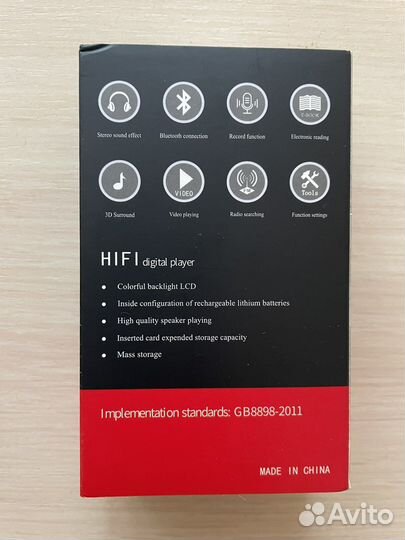 E-BOOK
Stereo sound effect Bluetooth connection Record function Electronic reading
VIDEO Tools
3D Surround Video playing Radio searching Function settings
HIFI digital player
• Colorful backlight LCD
• Inside configuration of rechargeable lithium batteries
• High quality speaker playing
• Inserted card expended storage capacity
• Mass storage
Implementation standards: GB8898-2011
MADE IN CHINA
Avito